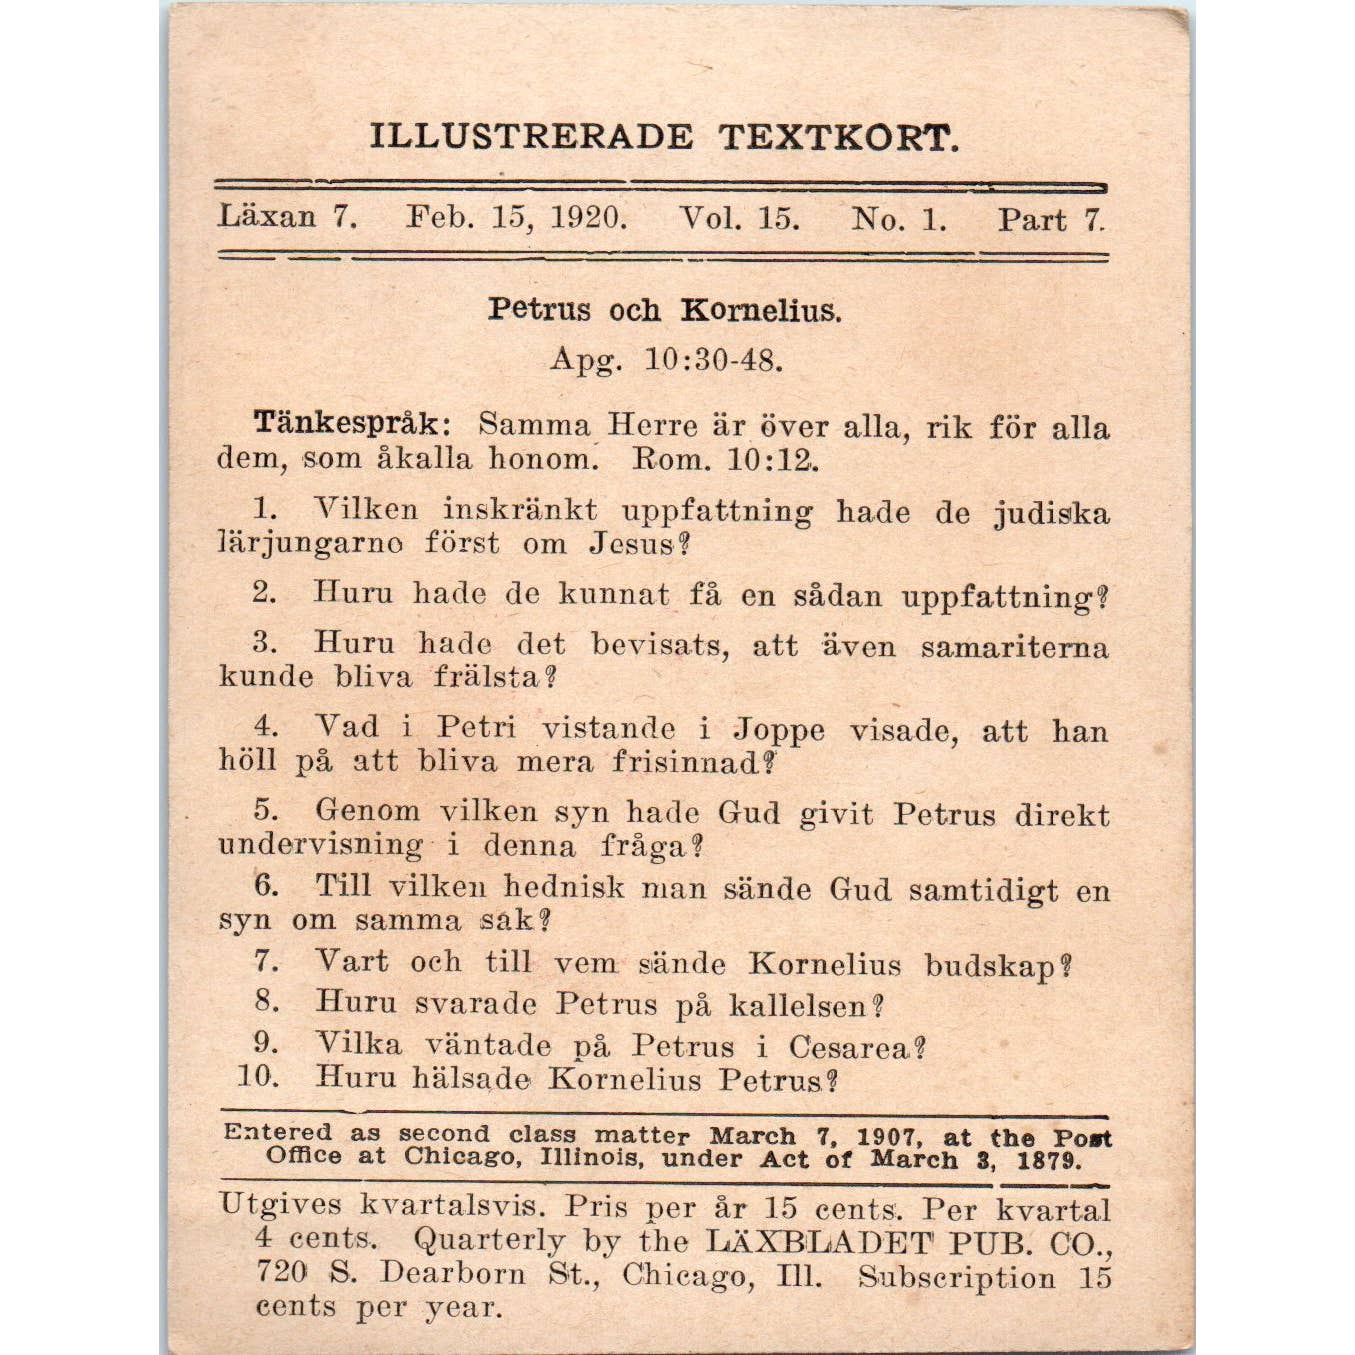 ILLUSTRERADE TEXTKORT.
Läxan 7. Feb. 15, 1920. Vol. 15. No. 1. Part 7.
Petrus och Kornelius.
Apg. 10:30-48.
Tänkespråk: Samma Herre är över alla, rik för alla
dem, som åkalla honom. Rom. 10:12.
1. Vilken inskränkt uppfattning hade de judiska
lärjungarne först om Jesus?
2. Huru hade de kunnat få en sådan uppfattning?
3. Huru hade det bevisats, att även samariterna
kunde bliva frälsta?
4. Vad i Petri vistande i Joppe visade, att han
höll på att bliva mera frisinnad?
5. Genom vilken syn hade Gud givit Petrus direkt
undervisning i denna fråga?
6. Till vilken hednisk man sände Gud samtidigt en
syn om samma sak?
7. Vart och till vem sände Kornelius budskap?
8. Huru svarade Petrus på kallelsen?
9. Vilka väntade på Petrus i Cesarea?
10. Huru hälsade Kornelius Petrus?
Entered as second class matter March 7, 1907, at the Post
Office at Chicago, Illinois, under Act of March 3, 1879.
Utgives kvartalsvis. Pris per år 15 cents. Per kvartal
4 cents. Quarterly by the LÄXBLADET PUB. CO.,
720 S. Dearborn St., Chicago, Ill. Subscription 15
cents per year.